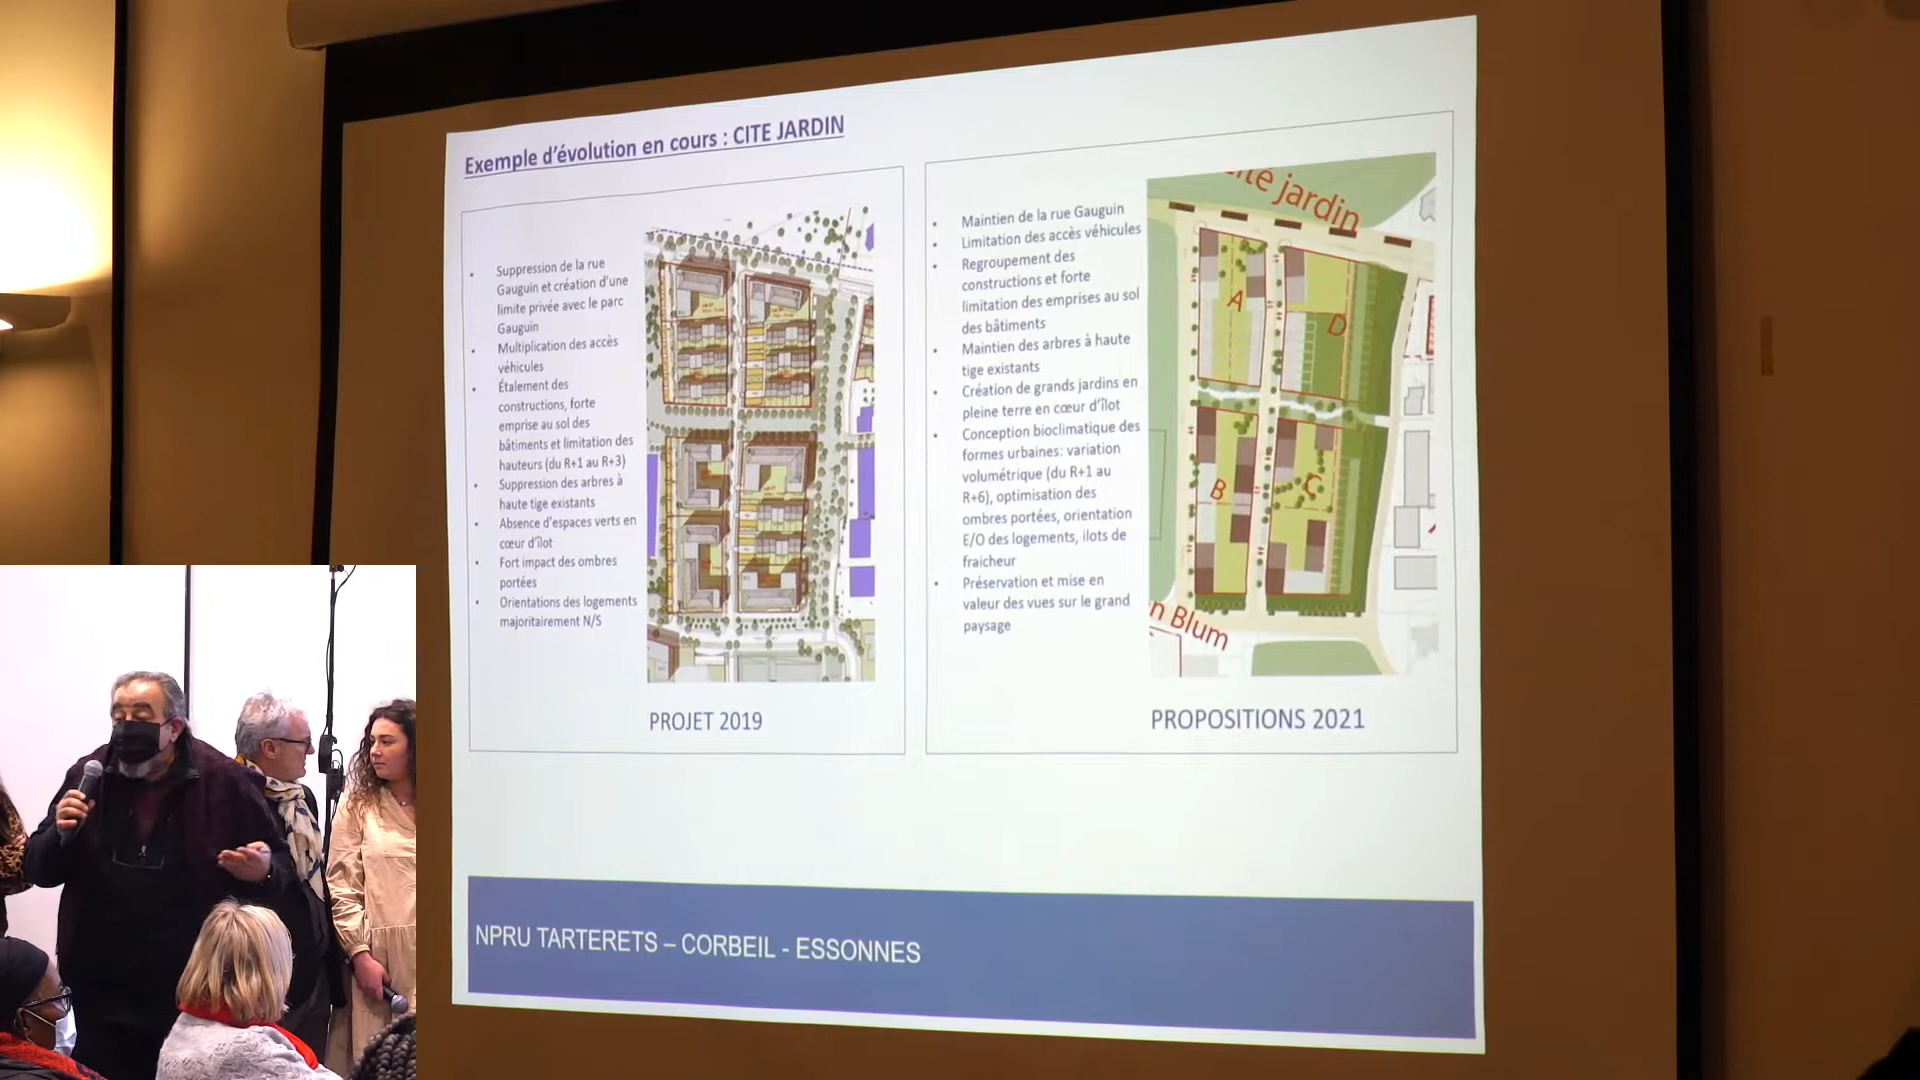 Exemple d'évolution en cours : CITE JARDIN
• Suppression de la rue
Gauguin et création d'une
limite privée avec le parc
Gauguin
• Multiplication des accès
véhicules
• Étalement des
constructions, forte
emprise au sol des
bâtiments et limitation des
hauteurs (du R+1 au R+3)
• Suppression des arbres à
haute tige existants
• Absence d'espaces verts en
cœur d'îlot
• Fort impact des ombres
portées
• Orientations des logements
majoritairement N/S
PROJET 2019
• Maintien de la rue Gauguin
• Limitation des accès véhicules
• Regroupement des
constructions et forte
limitation des emprises au sol
des bâtiments
• Maintien des arbres à haute
tige existants
• Création de grands jardins en
pleine terre en cœur d'îlot
• Conception bioclimatique des
formes urbaines: variation
volumétrique (du R+1 au
R+6), optimisation des
ombres portées, orientation
E/O des logements, ilots de
fraicheur
• Préservation et mise en
valeur des vues sur le grand
paysage
ité jardin
A
D
B
C
n Blum
PROPOSITIONS 2021
NPRU TARTERETS – CORBEIL - ESSONNES